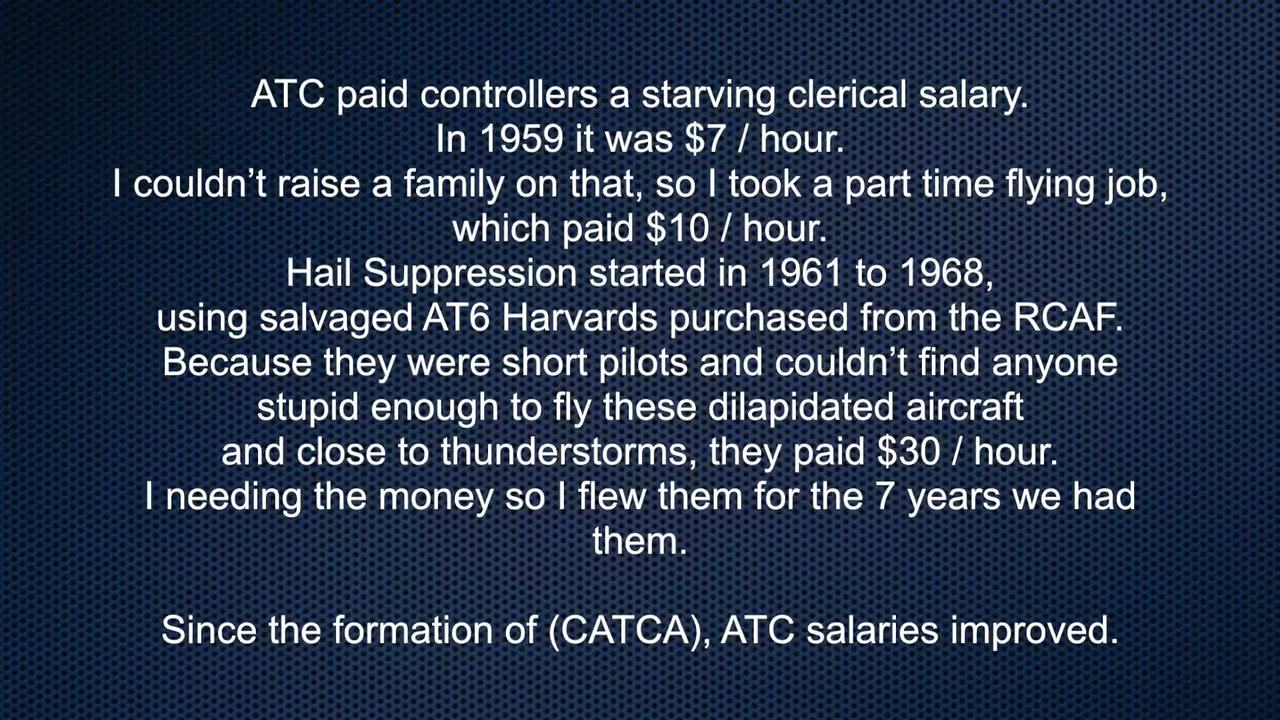 ATC paid controllers a starving clerical salary.
In 1959 it was $7 / hour.
I couldn’t raise a family on that, so I took a part time flying job,
which paid $10 / hour.
Hail Suppression started in 1961 to 1968,
using salvaged AT6 Harvards purchased from the RCAF.
Because they were short pilots and couldn’t find anyone
stupid enough to fly these dilapidated aircraft
and close to thunderstorms, they paid $30 / hour.
I needing the money so I flew them for the 7 years we had
them.
Since the formation of (CATCA), ATC salaries improved.